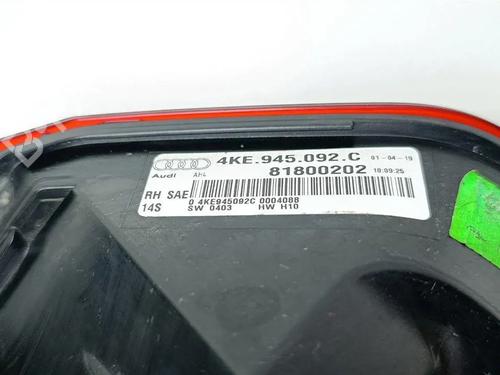 4KE.945.092.C 01-04-19
Audi AH4 81800202 18:09:25
RH SAE
0 4KE945092C 0004088
14S SW 0403 HW H10